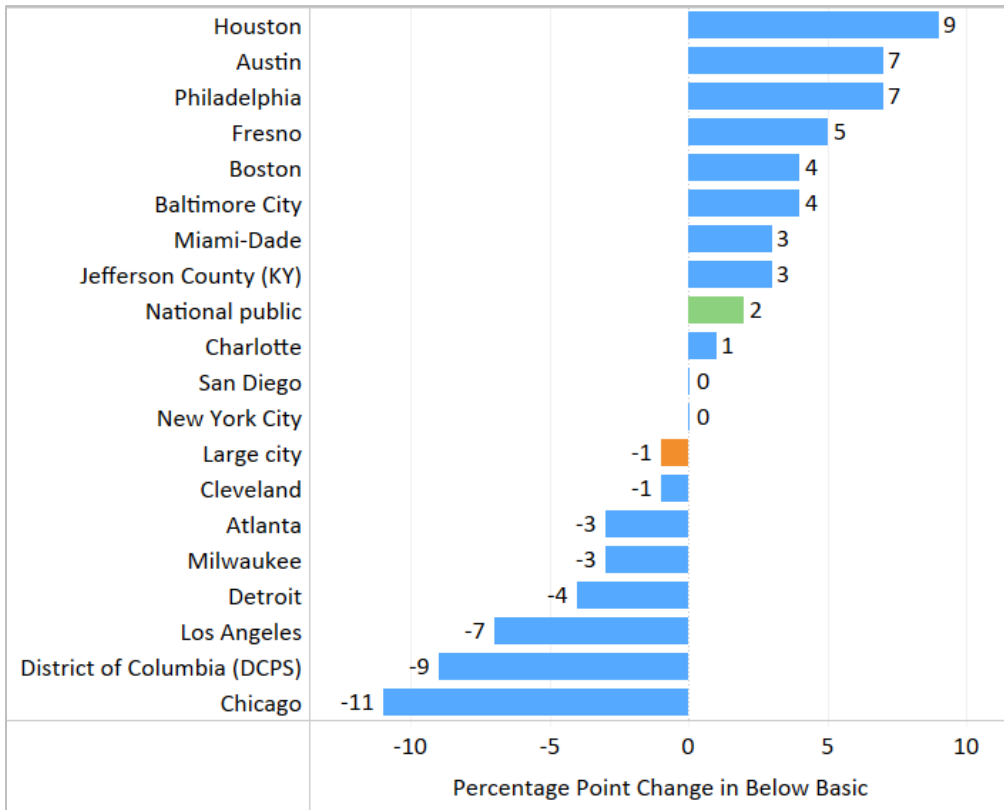 Houston 9
Austin 7
Philadelphia 7
Fresno 5
Boston 4
Baltimore City 4
Miami-Dade 3
Jefferson County (KY) 3
National public 2
Charlotte 1
San Diego 0
New York City 0
Large city -1
Cleveland -1
Atlanta -3
Milwaukee -3
Detroit -4
Los Angeles -7
District of Columbia (DCPS) -9
Chicago -11
-10 -5 0 5 10
Percentage Point Change in Below Basic